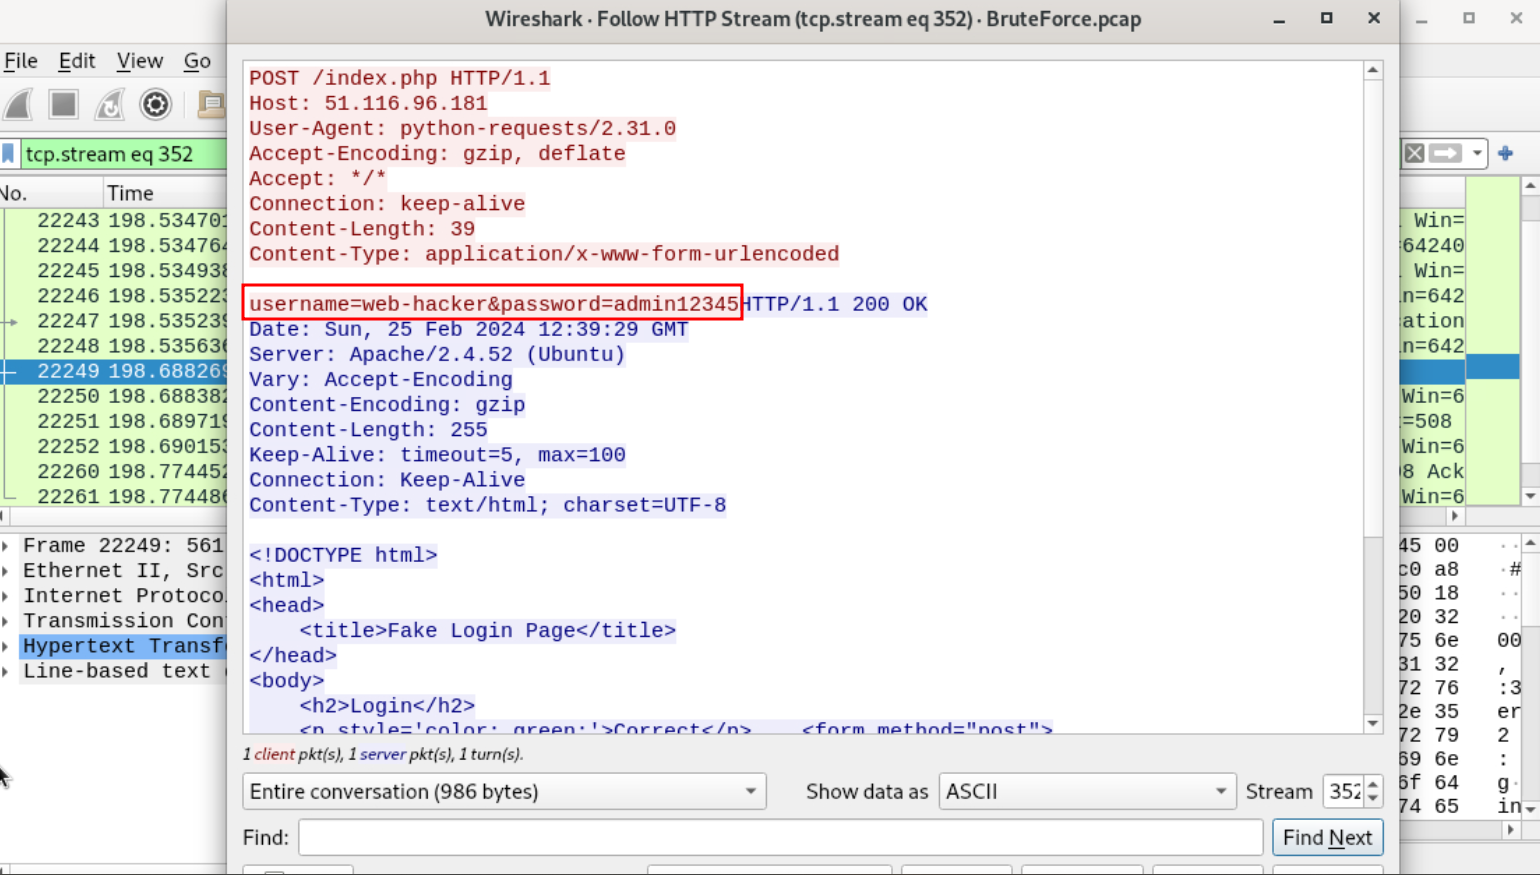 Wireshark · Follow HTTP Stream (tcp.stream eq 352) · BruteForce.pcap
File Edit View Go
tcp.stream eq 352
No. Time
22243 198.534701
22244 198.534764
22245 198.534938
22246 198.535223
22247 198.535239
22248 198.535636
22249 198.688269
22250 198.688382
22251 198.689719
22252 198.690153
22260 198.774452
22261 198.774486
Win=
=64240
Win=
n=642
cation
n=642
Win=6
=508
Win=6
08 Ack
Win=6
Frame 22249: 561
Ethernet II, Src
Internet Protoco
Transmission Con
Hypertext Transf
Line-based text
POST /index.php HTTP/1.1
Host: 51.116.96.181
User-Agent: python-requests/2.31.0
Accept-Encoding: gzip, deflate
Accept: */*
Connection: keep-alive
Content-Length: 39
Content-Type: application/x-www-form-urlencoded
username=web-hacker&password=admin12345HTTP/1.1 200 OK
Date: Sun, 25 Feb 2024 12:39:29 GMT
Server: Apache/2.4.52 (Ubuntu)
Vary: Accept-Encoding
Content-Encoding: gzip
Content-Length: 255
Keep-Alive: timeout=5, max=100
Connection: Keep-Alive
Content-Type: text/html; charset=UTF-8
<!DOCTYPE html>
<html>
<head>
<title>Fake Login Page</title>
</head>
<body>
<h2>Login</h2>
<p style='color: green;'>Correct</p> <form method="post">
45 00 ··
c0 a8 ·#
50 18 ··
20 32 ··
75 6e 00
31 32 ,
72 76 :3
2e 35 er
72 79 2
69 6e :
6f 64 g·
74 65 in
1 client pkt(s), 1 server pkt(s), 1 turn(s).
Entire conversation (986 bytes) Show data as ASCII Stream 352
Find: Find Next